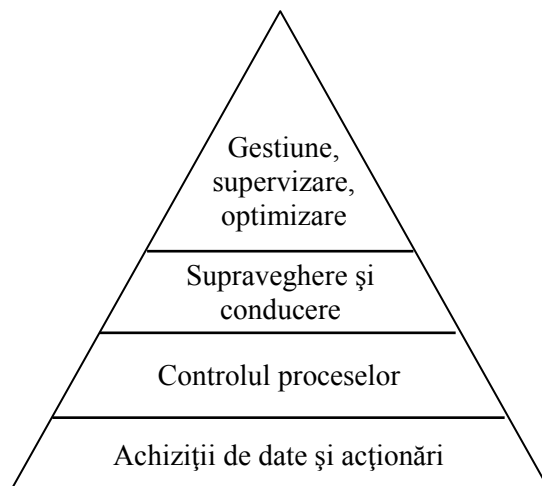 Gestiune,
supervizare,
optimizare
Supraveghere şi
conducere
Controlul proceselor
Achiziţii de date şi acţionări